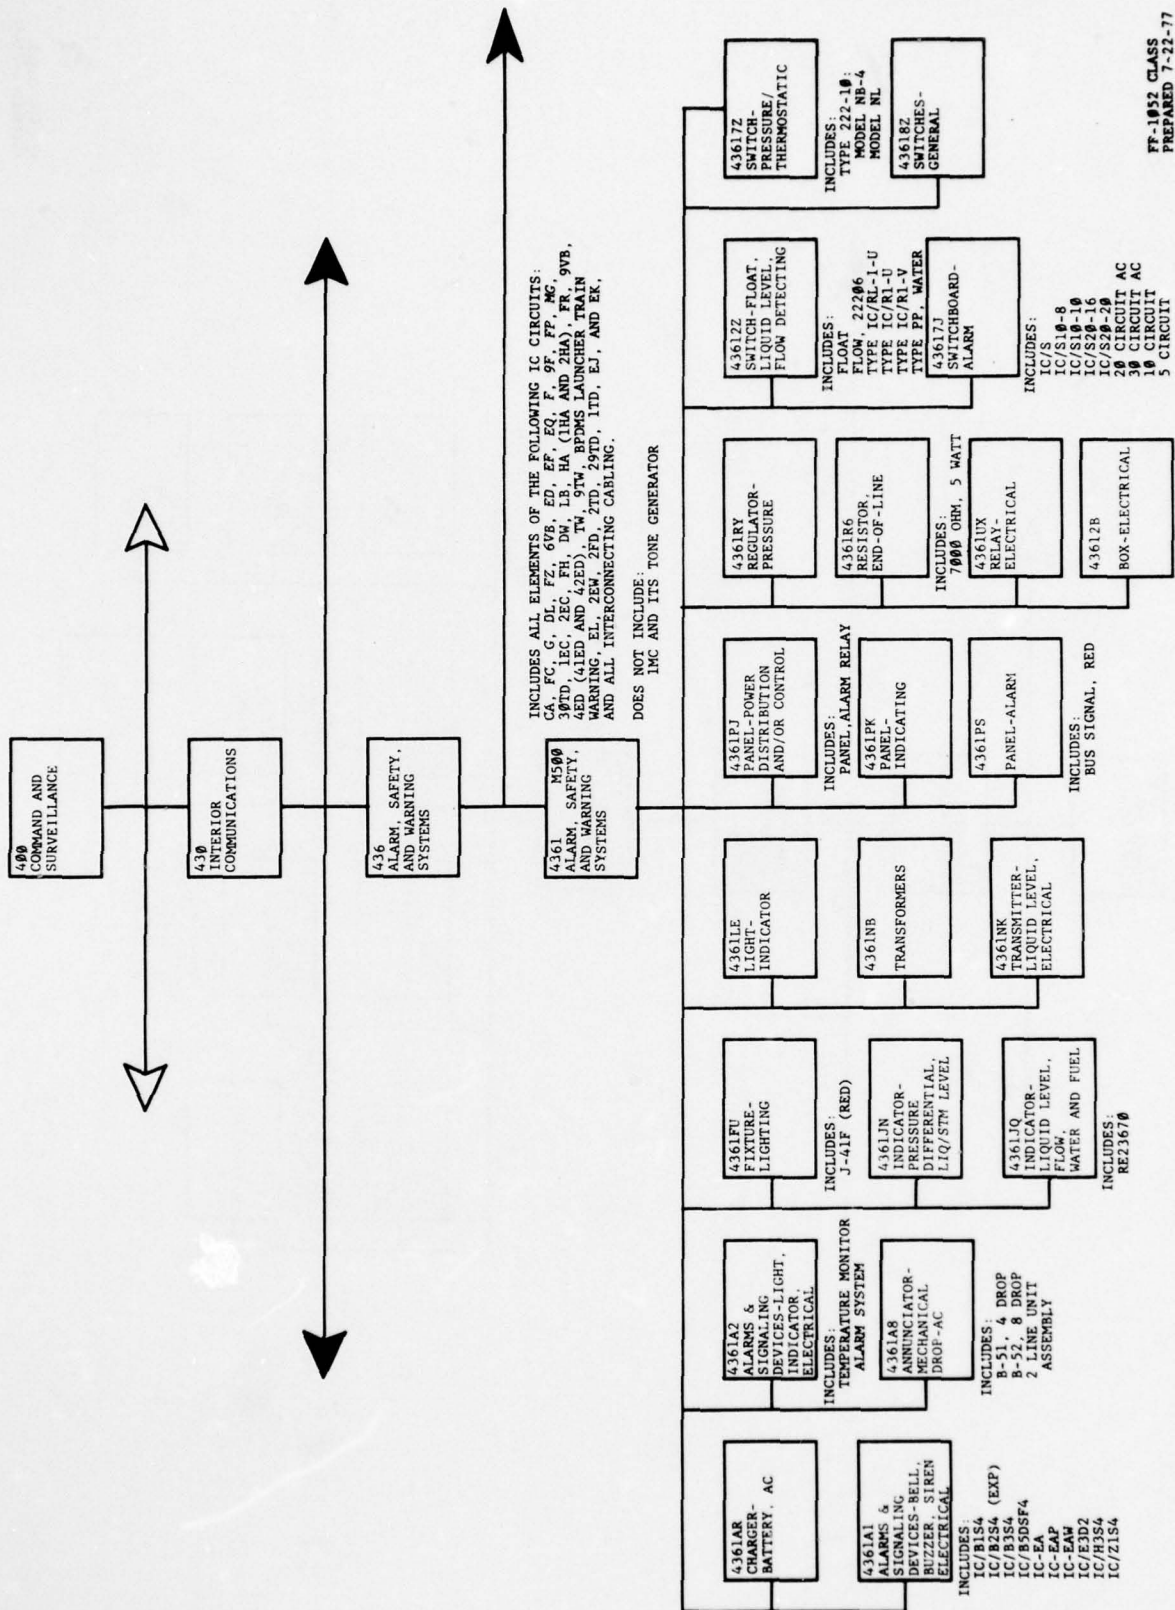 400
COMMAND AND
SURVEILLANCE
430
INTERIOR
COMMUNICATIONS
436
ALARM, SAFETY,
AND WARNING
SYSTEMS
4361 M500
ALARM, SAFETY,
AND WARNING
SYSTEMS
INCLUDES ALL ELEMENTS OF THE FOLLOWING IC CIRCUITS:
CA, FC, G, DL, FZ, 6VB, ED, EF, EQ, F, 9F, FP, MG,
30TD, 1EC, 2EC, FH, DW, LB, HA (1HA AND 2HA), FR, 9VB,
4ED (41ED AND 42ED), TW, 9TW, BPDMS LAUNCHER TRAIN
WARNING, EL, 2EW, 2FD, 2TD, 29TD, 1TD, EJ, AND EK,
AND ALL INTERCONNECTING CABLING.
DOES NOT INCLUDE:
1MC AND ITS TONE GENERATOR
4361AR
CHARGER-
BATTERY, AC
4361A1
ALARMS &
SIGNALING
DEVICES-BELL,
BUZZER, SIREN
ELECTRICAL
INCLUDES:
IC/B1S4
IC/B2S4 (EXP)
IC/B3S4
IC/B5DSF4
IC-EA
IC-EAP
IC-EAW
IC/E3D2
IC/H3S4
IC/Z1S4
4361A2
ALARMS &
SIGNALING
DEVICES-LIGHT,
INDICATOR,
ELECTRICAL
INCLUDES:
TEMPERATURE MONITOR
ALARM SYSTEM
4361A8
ANNUNCIATOR-
MECHANICAL
DROP-AC
INCLUDES:
B-51, 4 DROP
B-52, 8 DROP
2 LINE UNIT
ASSEMBLY
4361FU
FIXTURE-
LIGHTING
INCLUDES:
J-41F (RED)
4361JN
INDICATOR-
PRESSURE
DIFFERENTIAL,
LIQ/STM LEVEL
4361JQ
INDICATOR-
LIQUID LEVEL,
FLOW,
WATER AND FUEL
INCLUDES:
RE23670
4361LE
LIGHT-
INDICATOR
4361NB
TRANSFORMERS
4361NK
TRANSMITTER-
LIQUID LEVEL,
ELECTRICAL
4361PJ
PANEL-POWER
DISTRIBUTION
AND/OR CONTROL
INCLUDES:
PANEL,ALARM RELAY
4361PK
PANEL-
INDICATING
4361PS
PANEL-ALARM
INCLUDES:
BUS SIGNAL, RED
4361RY
REGULATOR-
PRESSURE
4361R6
RESISTOR,
END-OF-LINE
INCLUDES:
7000 OHM, 5 WATT
4361UX
RELAY-
ELECTRICAL
43612B
BOX-ELECTRICAL
43612Z
SWITCH-FLOAT,
LIQUID LEVEL,
FLOW DETECTING
INCLUDES:
FLOAT
FLOW, 22206
TYPE IC/RL-1-U
TYPE IC/R1-U
TYPE IC/R1-V
TYPE PP, WATER
43617J
SWITCHBOARD-
ALARM
INCLUDES:
IC/S
IC/S10-8
IC/S10-10
IC/S20-16
IC/S20-20
20 CIRCUIT AC
30 CIRCUIT AC
10 CIRCUIT
5 CIRCUIT
43617Z
SWITCH-
PRESSURE/
THERMOSTATIC
INCLUDES:
TYPE 222-10:
MODEL NB-4
MODEL NL
43618Z
SWITCHES-
GENERAL
FF-1052 CLASS
PREPARED 7-22-77